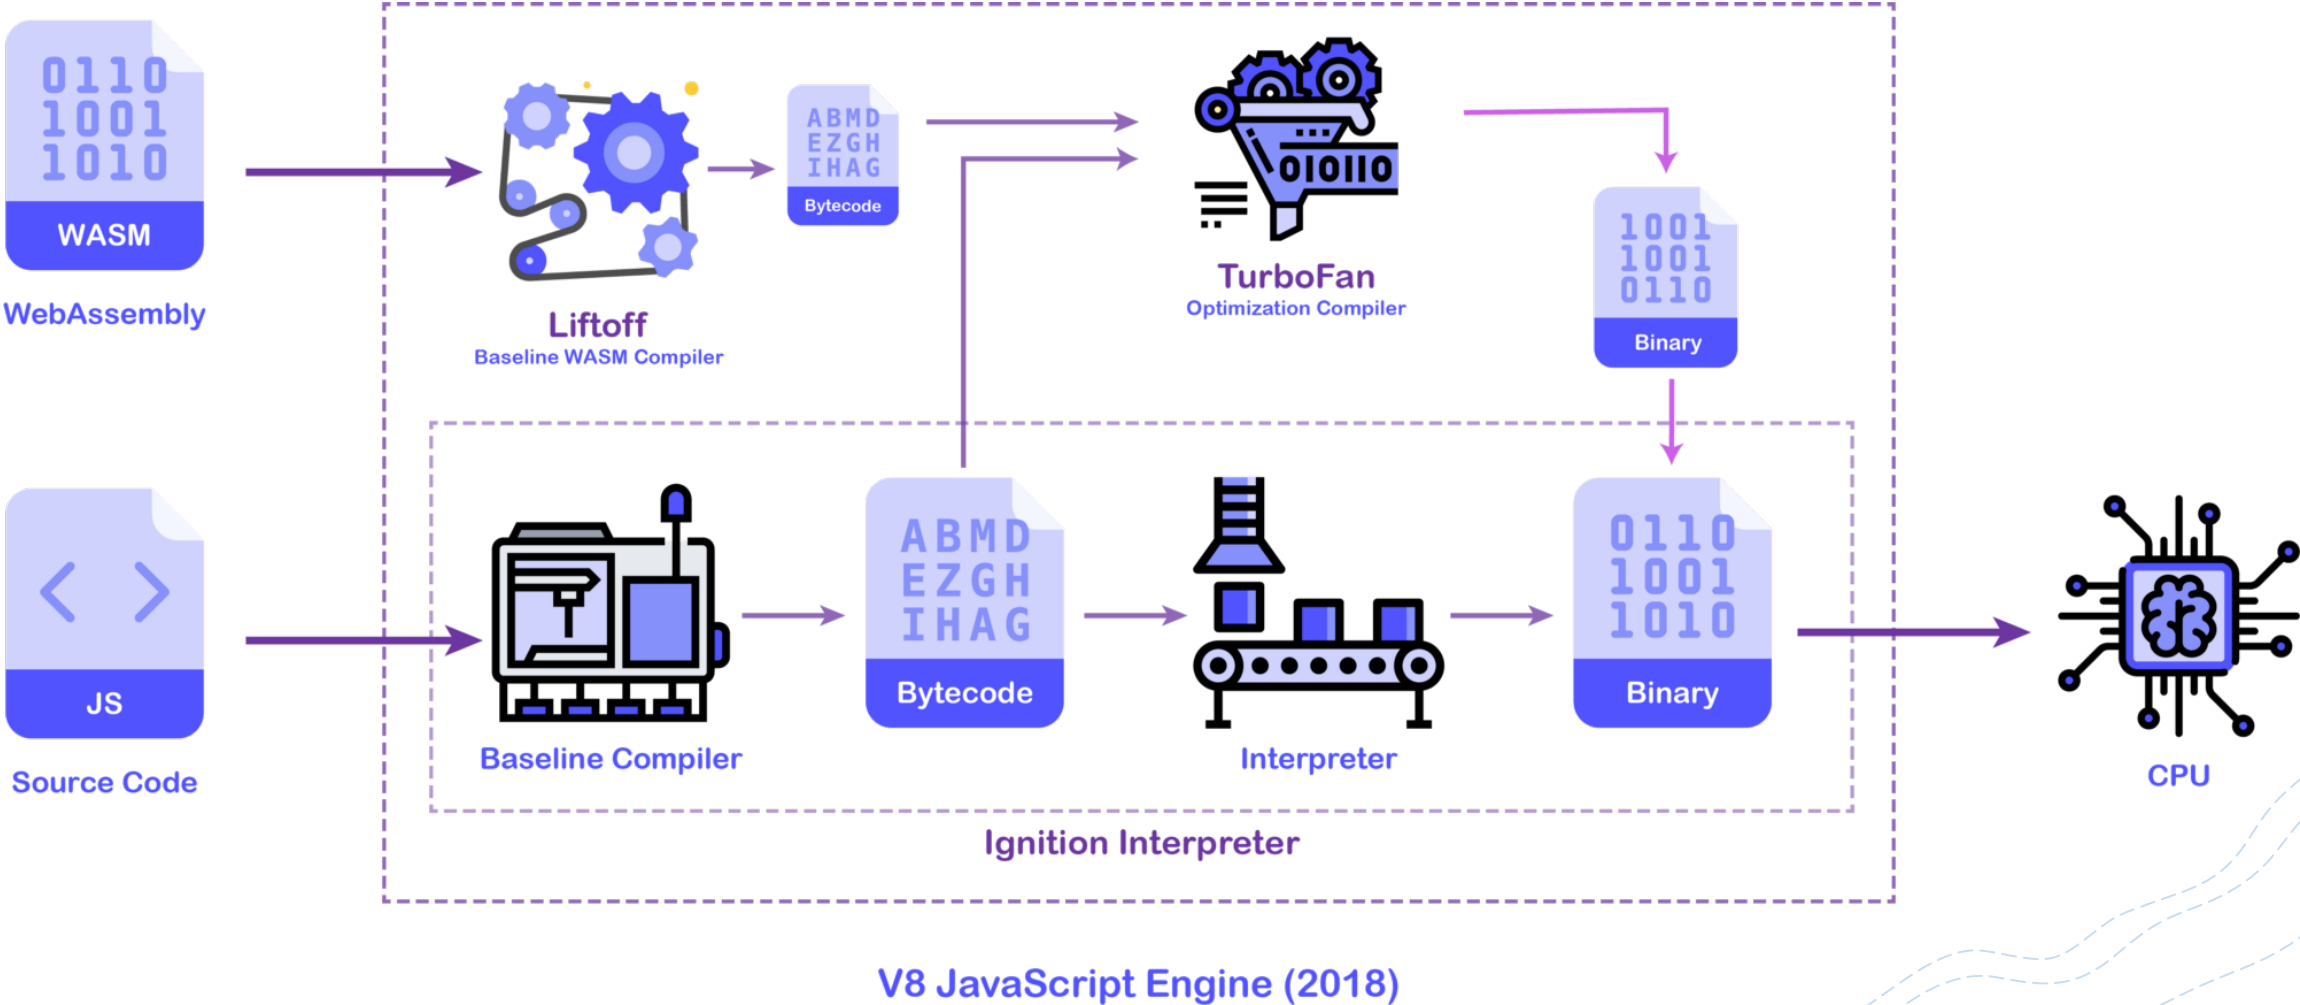 0110
1001
1010
WASM
WebAssembly
Liftoff
Baseline WASM Compiler
ABMD
EZGH
IHAG
Bytecode
010110
TurboFan
Optimization Compiler
1001
1001
0110
Binary
JS
Source Code
Baseline Compiler
ABMD
EZGH
IHAG
Bytecode
Interpreter
0110
1001
1010
Binary
CPU
Ignition Interpreter
V8 JavaScript Engine (2018)